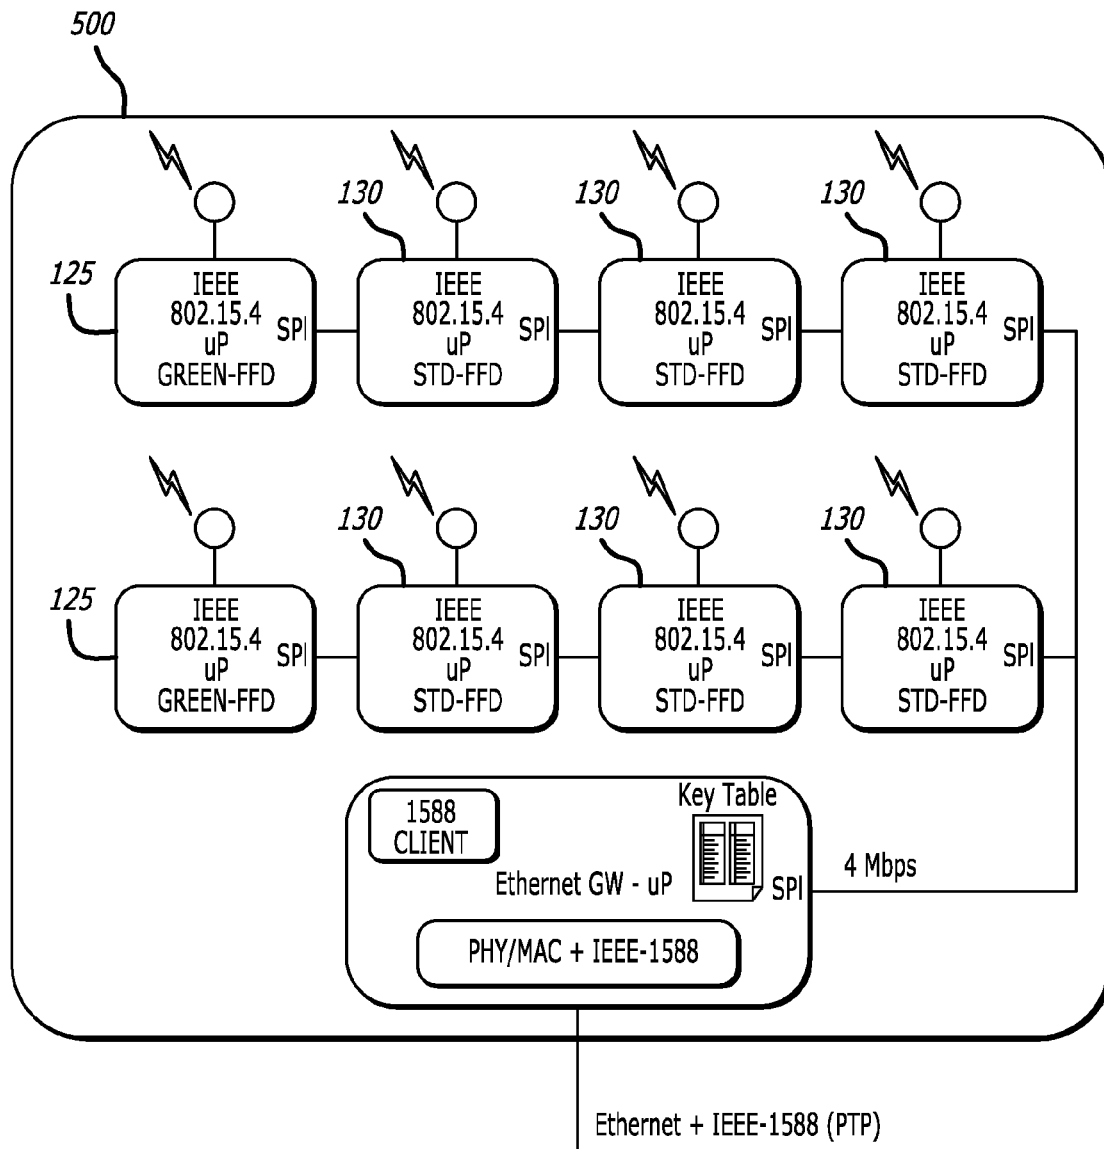 500
130
130
130
125
IEEE
802.15.4
uP
GREEN-FFD
SPI
IEEE
802.15.4
uP
STD-FFD
SPI
IEEE
802.15.4
uP
STD-FFD
SPI
IEEE
802.15.4
uP
STD-FFD
SPI
130
130
130
125
IEEE
802.15.4
uP
GREEN-FFD
SPI
IEEE
802.15.4
uP
STD-FFD
SPI
IEEE
802.15.4
uP
STD-FFD
SPI
IEEE
802.15.4
uP
STD-FFD
SPI
1588
CLIENT
Key Table
Ethernet GW - uP
SPI
4 Mbps
PHY/MAC + IEEE-1588
Ethernet + IEEE-1588 (PTP)